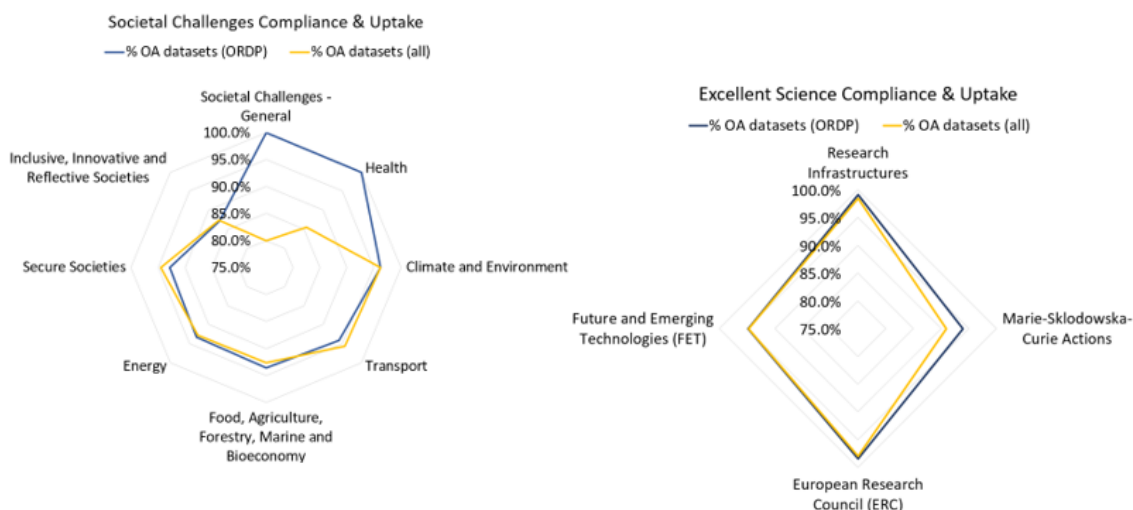 Societal Challenges Compliance & Uptake
% OA datasets (ORDP)
% OA datasets (all)
Societal Challenges -
General
100.0%
95.0%
90.0%
85.0%
80.0%
75.0%
Health
Climate and Environment
Transport
Food, Agriculture,
Forestry, Marine and
Bioeconomy
Energy
Secure Societies
Inclusive, Innovative and
Reflective Societies
Excellent Science Compliance & Uptake
% OA datasets (ORDP)
% OA datasets (all)
Research
Infrastructures
100.0%
95.0%
90.0%
85.0%
80.0%
75.0%
Marie-Sklodowska-
Curie Actions
European Research
Council (ERC)
Future and Emerging
Technologies (FET)